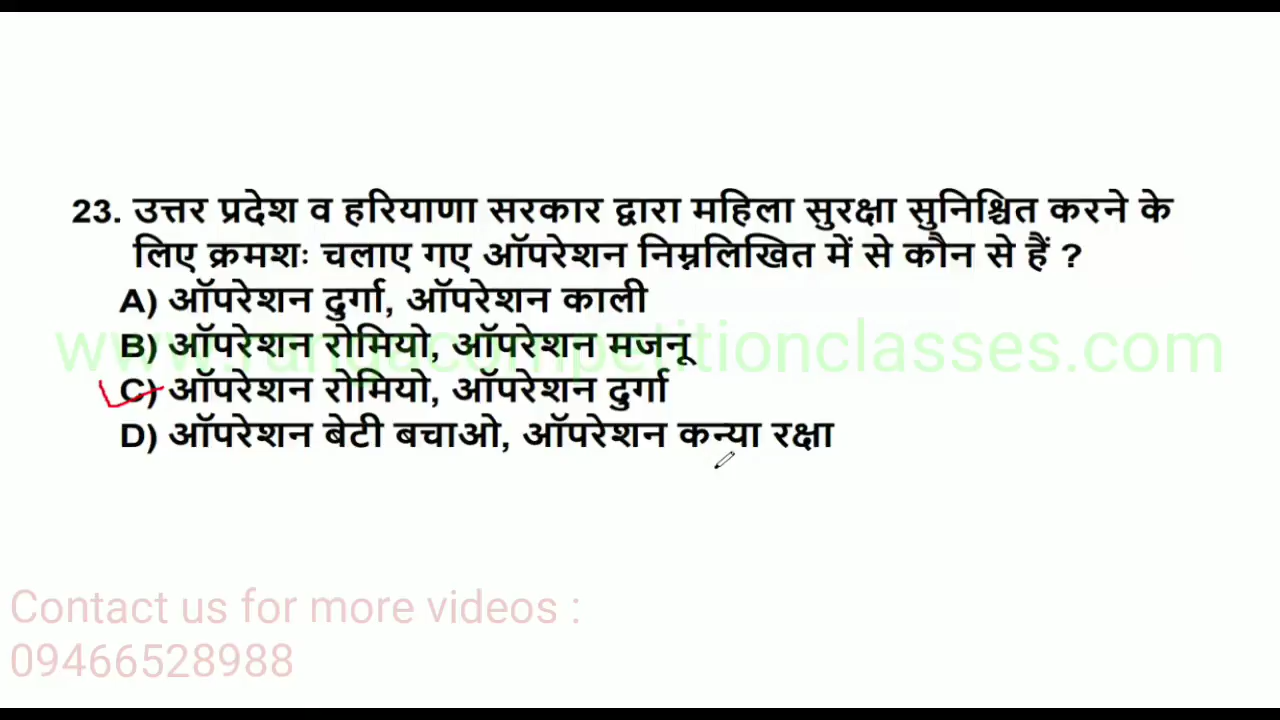 23. उत्तर प्रदेश व हरियाणा सरकार द्वारा महिला सुरक्षा सुनिश्चित करने के
लिए क्रमशः चलाए गए ऑपरेशन निम्नलिखित में से कौन से हैं ?
A) ऑपरेशन दुर्गा, ऑपरेशन काली
B) ऑपरेशन रोमियो, ऑपरेशन मजनू
C) ऑपरेशन रोमियो, ऑपरेशन दुर्गा
D) ऑपरेशन बेटी बचाओ, ऑपरेशन कन्या रक्षा
Contact us for more videos :
09466528988